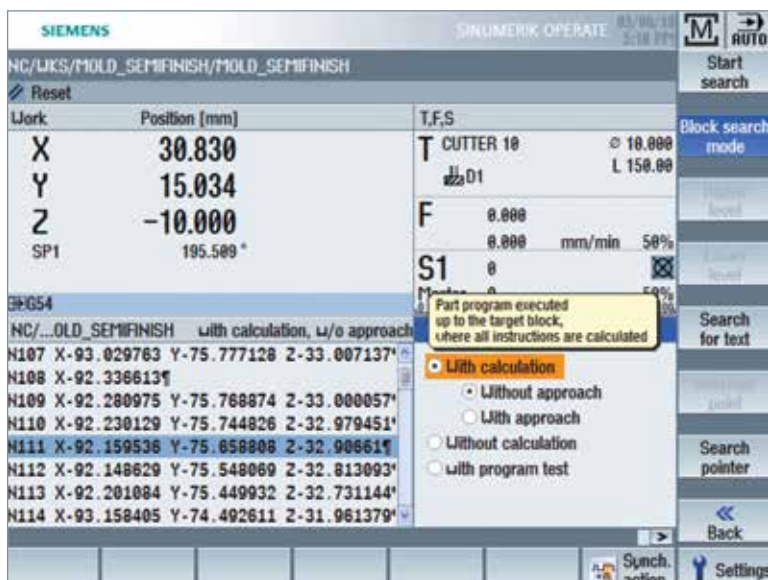 SIEMENS
SINUMERIK OPERATE
M AUTO
NC/WKS/MOLD_SEMIFINISH/MOLD_SEMIFINISH
Reset
Work Position [mm] T,F,S
X 30.830
Y 15.034
Z -10.000
SP1 195.509 °
T CUTTER 10 ø 10.000
D1 L 150.00
F 0.000
0.000 mm/min 50%
S1 0
Master 0 50%
G54
Part program executed
up to the target block,
where all instructions are calculated
NC/...OLD_SEMIFINISH with calculation, w/o approach
N107 X-93.029763 Y-75.777128 Z-33.007137
N108 X-92.336613¶
N109 X-92.280975 Y-75.768874 Z-33.000057
N110 X-92.230129 Y-75.744826 Z-32.979451
N111 X-92.159536 Y-75.658808 Z-32.90661¶
N112 X-92.148629 Y-75.548069 Z-32.813093
N113 X-92.201084 Y-75.449932 Z-32.731144
N114 X-93.158405 Y-74.492611 Z-31.961379
With calculation
Without approach
With approach
Without calculation
with program test
Start
search
Block search
mode
Search
for text
Search
pointer
Back
Synch.
action
Settings